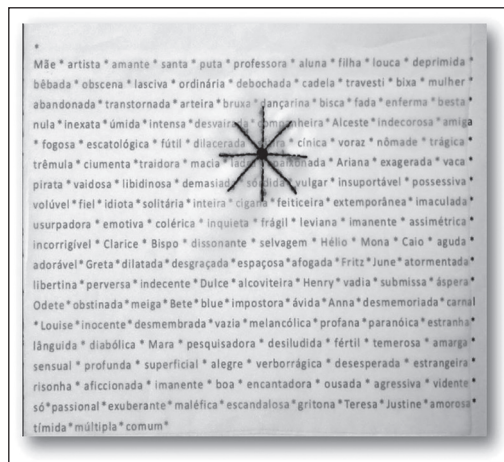 *
Mãe * artista * amante * santa * puta * professora * aluna * filha * louca * deprimida *
bêbada * obscena * lasciva * ordinária * debochada * cadela * travesti * bixa * mulher *
abandonada * transtornada * arteira * bruxa * dançarina * bisca * fada * enferma * besta *
nula * inexata * úmida * intensa * desvairada * companheira * Alceste * indecorosa * amiga
* fogosa * escatológica * fútil * dilacerada * * cínica * voraz * nômade * trágica *
trêmula * ciumenta * traidora * macia * * apaixonada * Ariana * exagerada * vaca *
pirata * vaidosa * libidinosa * demasiada * sórdida * vulgar * insuportável * possessiva *
volúvel * fiel * idiota * solitária * inteira * cigana * feiticeira * extemporânea * imaculada *
usurpadora * emotiva * colérica * inquieta * frágil * leviana * imanente * assimétrica *
incorrigível * Clarice * Bispo * dissonante * selvagem * Hélio * Mona * Caio * aguda *
adorável * Greta * dilatada * desgraçada * espaçosa * afogada * Fritz * June * atormentada *
libertina * perversa * indecente * Dulce * alcoviteira * Henry * vadia * submissa * áspera *
Odete * obstinada * meiga * Bete * blue * impostora * ávida * Anna * desmemoriada * carnal
* Louise * inocente * desmembrada * vazia * melancólica * profana * paranóica * estranha *
lânguida * diabólica * Mara * pesquisadora * desiludida * fértil * temerosa * amarga *
sensual * profunda * superficial * alegre * verborrágica * desesperada * estrangeira *
risonha * aficcionada * imanente * boa * encantadora * ousada * agressiva * vidente *
só * passional * exuberante * maléfica * escandalosa * gritona * Teresa * Justine * amorosa *
tímida * múltipla * comum *